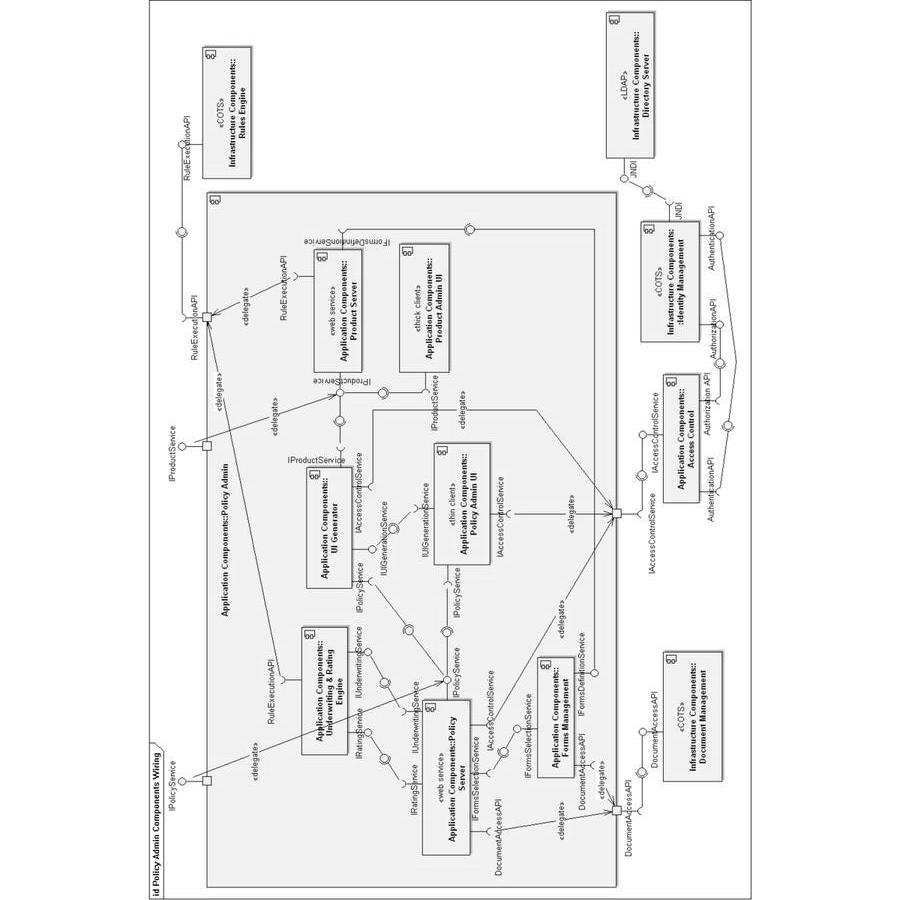 id Policy Admin Components Wiring
IPolicyService
IProductService
RuleExecutionAPI
RuleExecutionAPI
«COTS»
Infrastructure Components::
Rules Engine
Application Components::Policy Admin
«delegate»
«delegate»
«delegate»
«delegate»
RuleExecutionAPI
Application Components::
Underwriting & Rating
Engine
IRatingService
IUnderwritingService
IRatingService
IUnderwritingService
RuleExecutionAPI
IFormsDefinitionService
«web service»
Application Components::
Product Server
IProductService
IProductService
Application Components::
UI Generator
IPolicyService
IUIGenerationService
IAccessControlService
«thick client»
Application Components::
Product Admin UI
IProductService
«delegate»
IUIGenerationService
«thin client»
Application Components::
Policy Admin UI
IPolicyService
IAccessControlService
IPolicyService
«web service»
Application Components::Policy
Server
DocumentAccessAPI
IFormsSelectionService
IAccessControlService
IFormsSelectionService
Application Components::
Forms Management
DocumentAccessAPI
IFormsDefinitionService
«delegate»
«delegate»
«delegate»
«delegate»
DocumentAccessAPI
DocumentAccessAPI
«COTS»
Infrastructure Components::
Document Management
IAccessControlService
IAccessControlService
Application Components::
Access Control
AuthenticationAPI
Authorization API
«COTS»
Infrastructure Components:
:Identity Management
AuthorizationAPI
AuthenticationAPI
JNDI
JNDI
«LDAP»
Infrastructure Components::
Directory Server